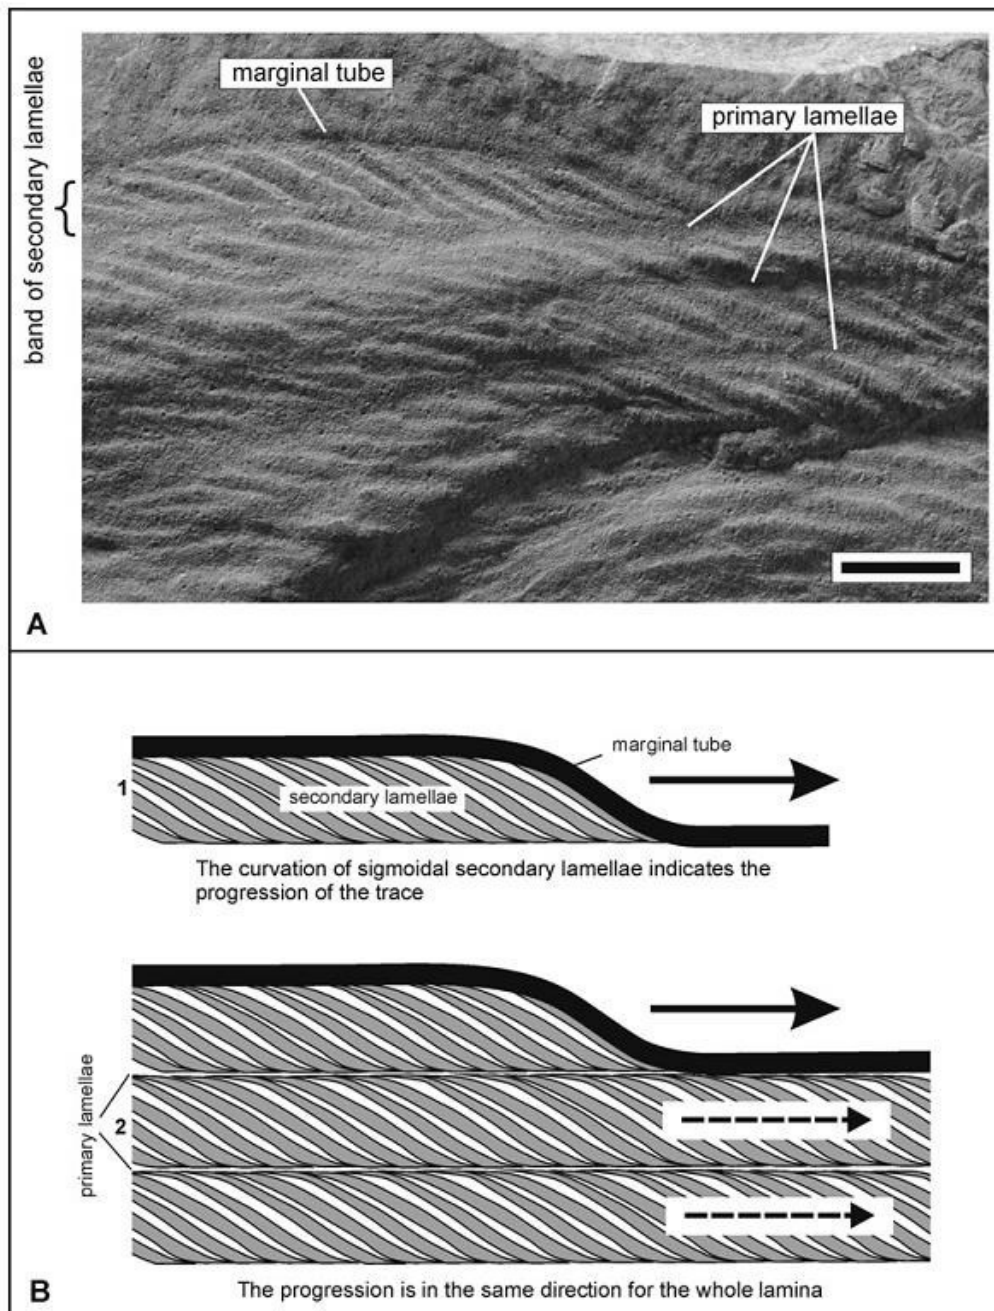 marginal tube
primary lamellae
band of secondary lamellae
A
marginal tube
1
secondary lamellae
The curvation of sigmoidal secondary lamellae indicates the
progression of the trace
primary lamellae
2
B
The progression is in the same direction for the whole lamina